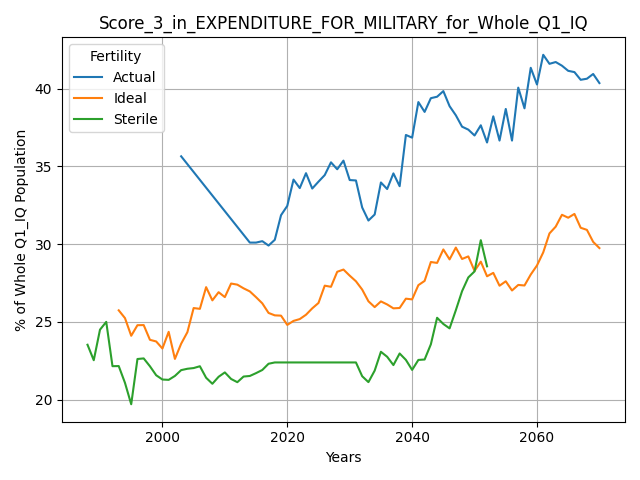 Score_3_in_EXPENDITURE_FOR_MILITARY_for_Whole_Q1_IQ
Fertility
Actual
Ideal
Sterile
% of Whole Q1_IQ Population
40
35
30
25
20
2000
2020
2040
2060
Years